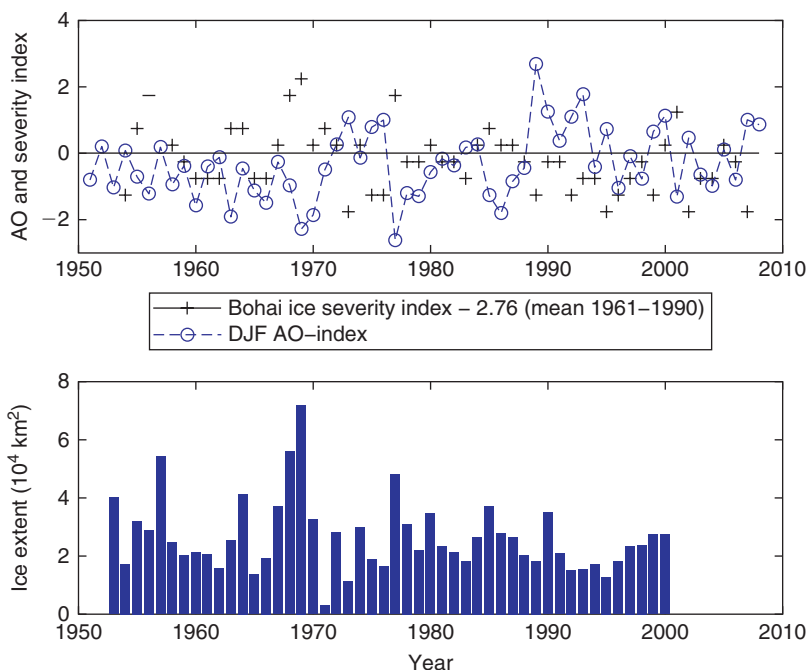 AO and severity index
4
2
0
−2
1950 1960 1970 1980 1990 2000 2010
Bohai ice severity index − 2.76 (mean 1961−1990)
DJF AO−index
Ice extent (10⁴ km²)
8
6
4
2
0
1950 1960 1970 1980 1990 2000 2010
Year